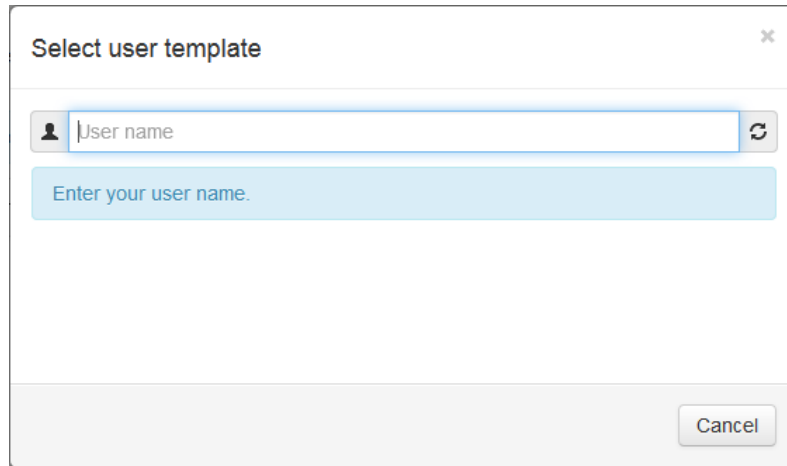 Select user template
User name
Enter your user name.
Cancel